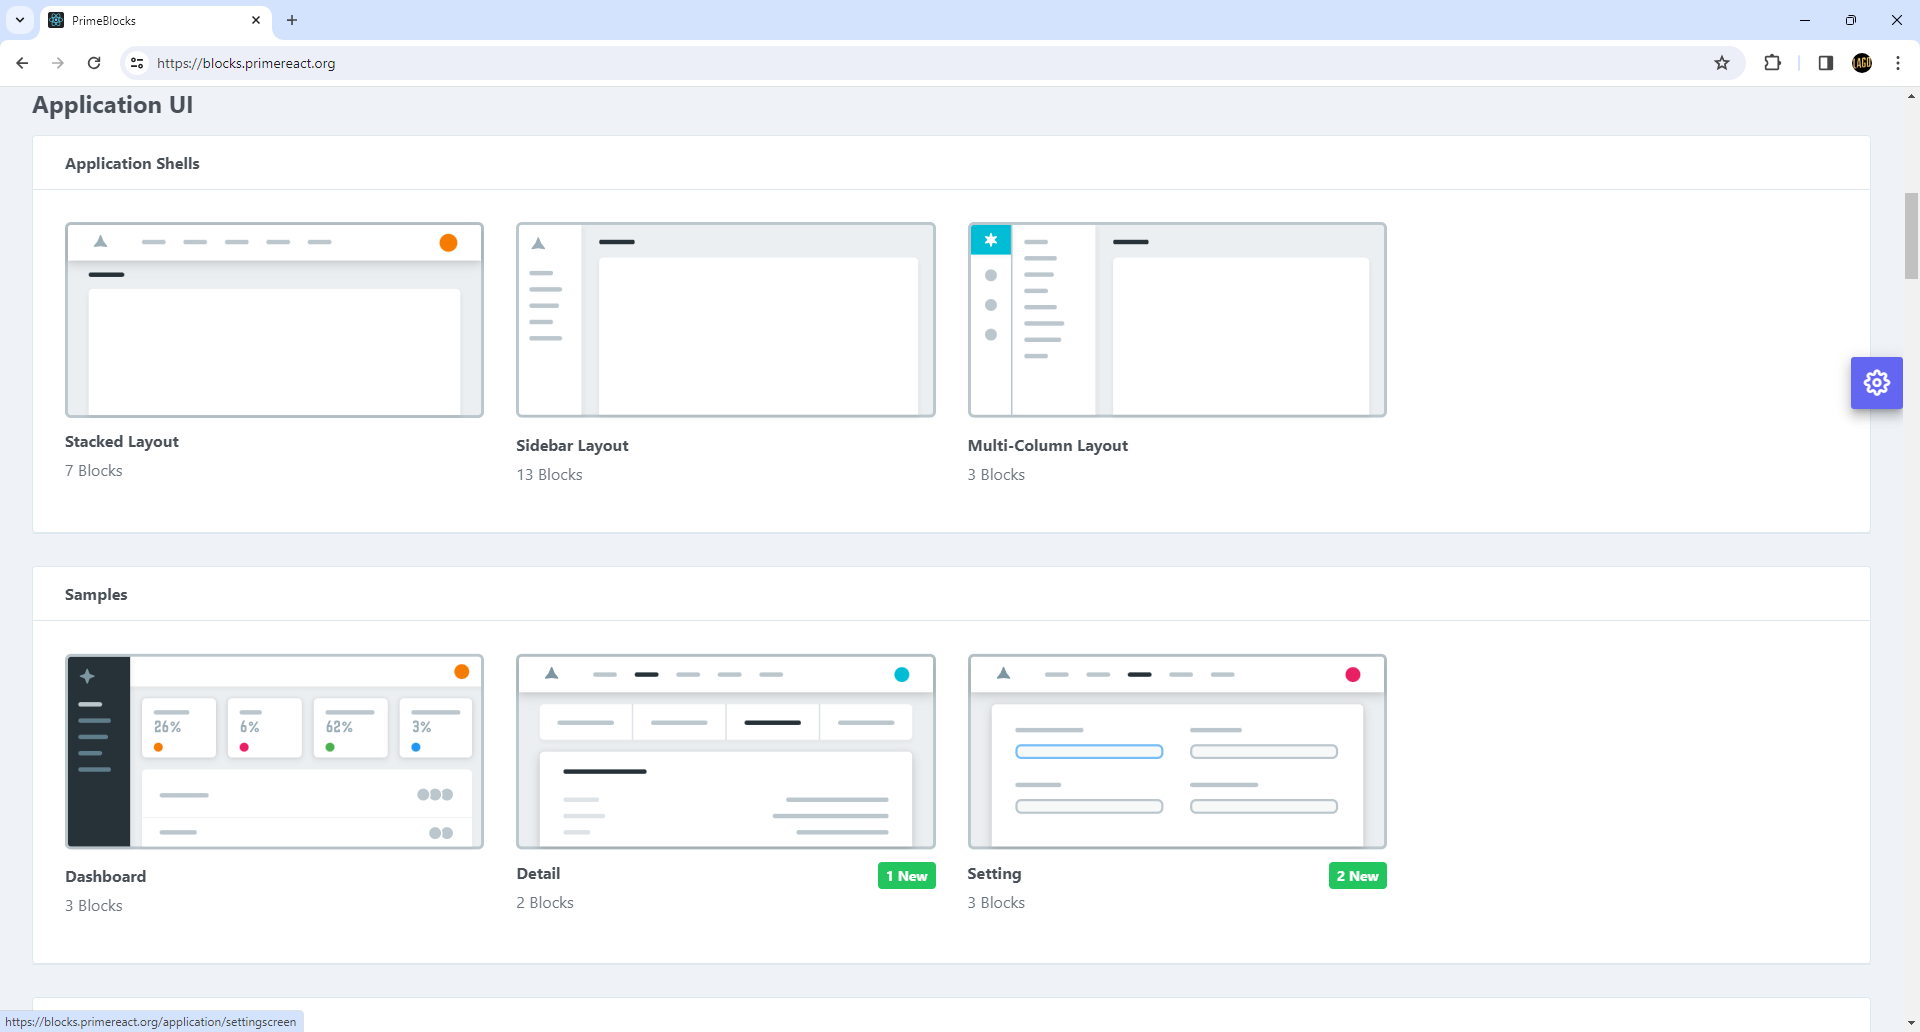 PrimeBlocks
https://blocks.primereact.org
LAGU
Application UI
Application Shells
Stacked Layout
7 Blocks
Sidebar Layout
13 Blocks
Multi-Column Layout
3 Blocks
Samples
26%
6%
62%
3%
Dashboard
3 Blocks
Detail
1 New
2 Blocks
Setting
2 New
3 Blocks
https://blocks.primereact.org/application/settingscreen